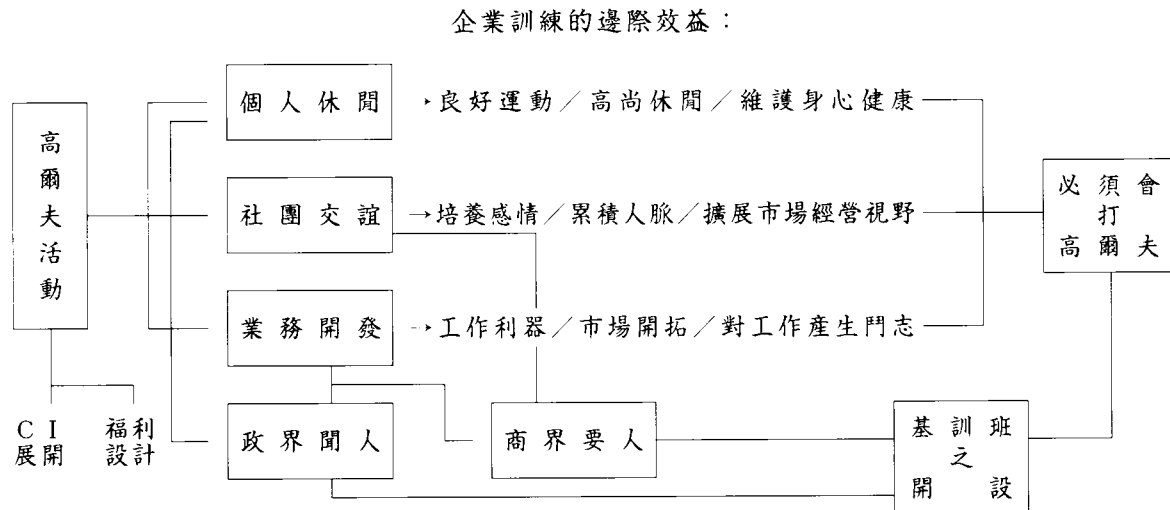 企業訓練的邊際效益：
高爾夫活動
個人休閒
→良好運動／高尚休閒／維護身心健康
社團交誼
→培養感情／累積人脈／擴展市場經營視野
業務開發
→工作利器／市場開拓／對工作產生鬥志
必須會
打
高爾夫
政界聞人
商界要人
基訓班
之
開設
CI
展開
福利
設計